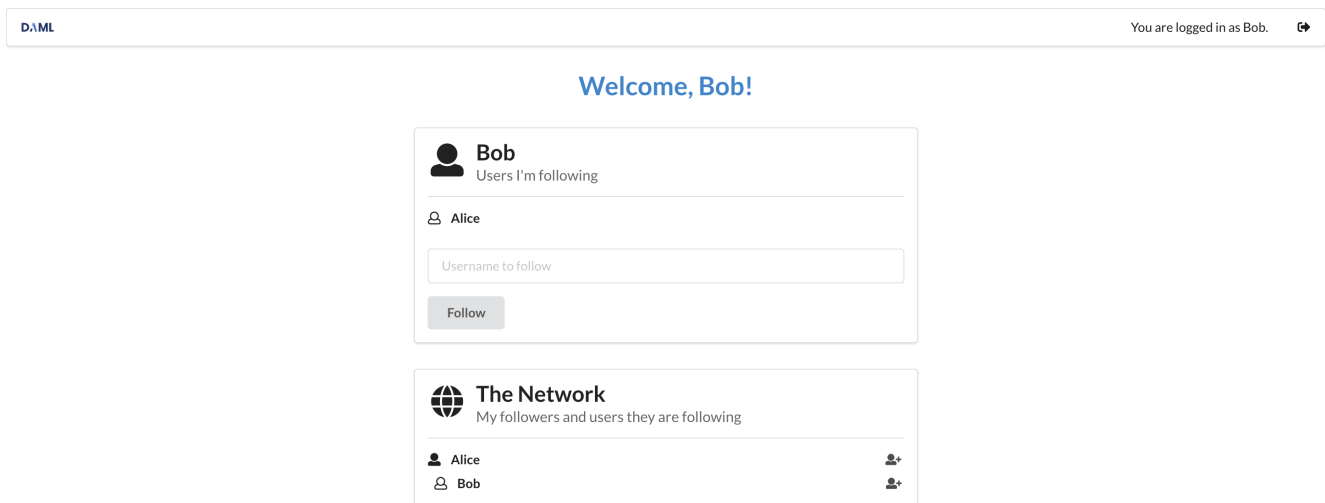 DAML
You are logged in as Bob.
Welcome, Bob!
Bob
Users I'm following
Alice
Username to follow
Follow
The Network
My followers and users they are following
Alice
Bob